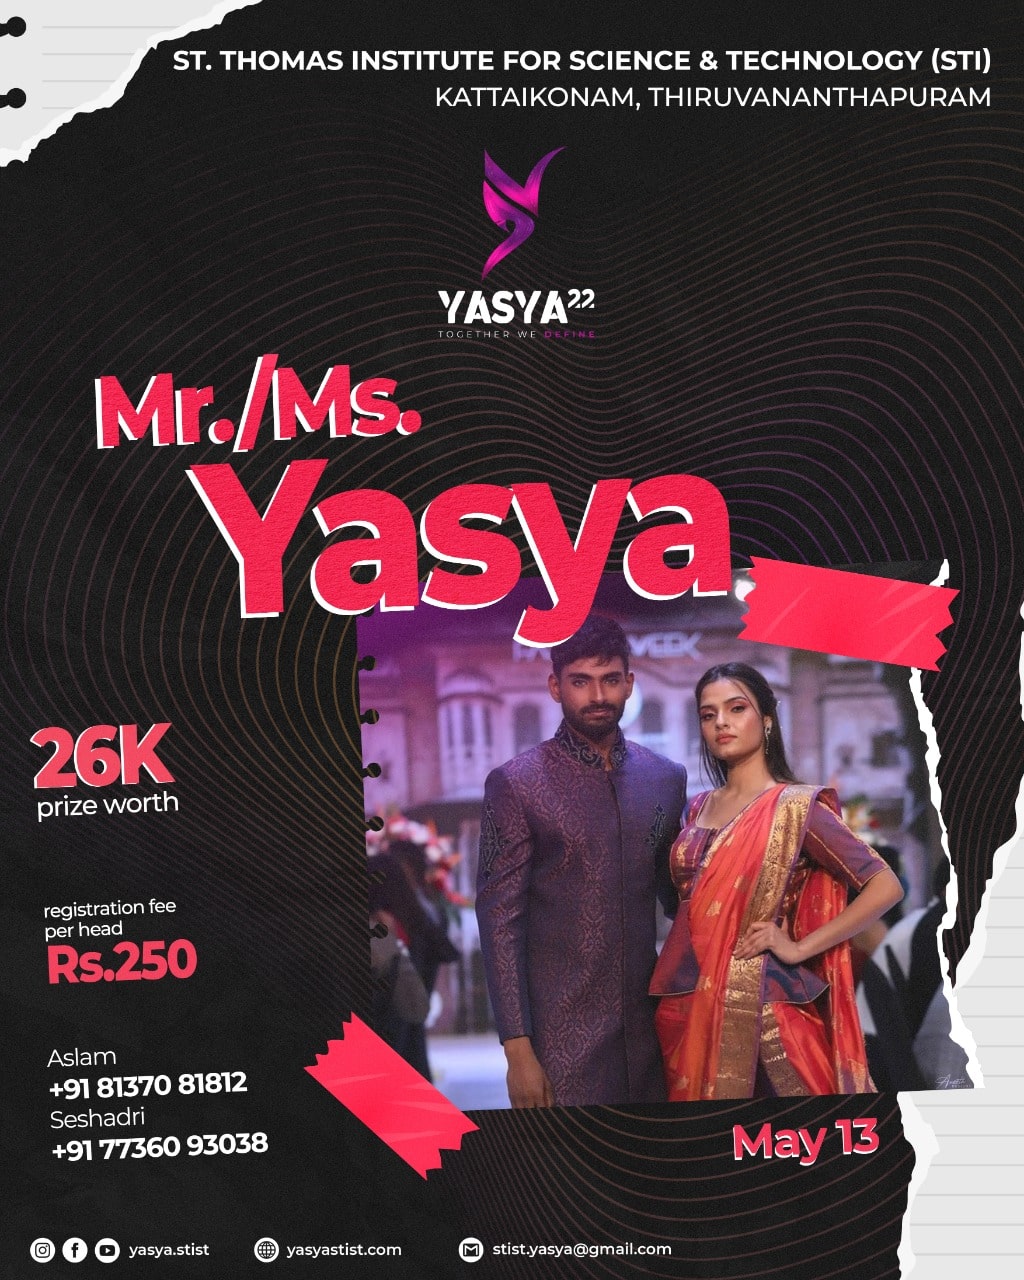 ST. THOMAS INSTITUTE FOR SCIENCE & TECHNOLOGY (STI)
KATTAIKONAM, THIRUVANANTHAPURAM
YASYA22
TOGETHER WE DEFINE
Mr./Ms.
Yasya
WEEK
26K
prize worth
registration fee
per head
Rs.250
Aslam
+91 81370 81812
Seshadri
+91 77360 93038
May 13
yasya.stist
yasyastist.com
stist.yasya@gmail.com